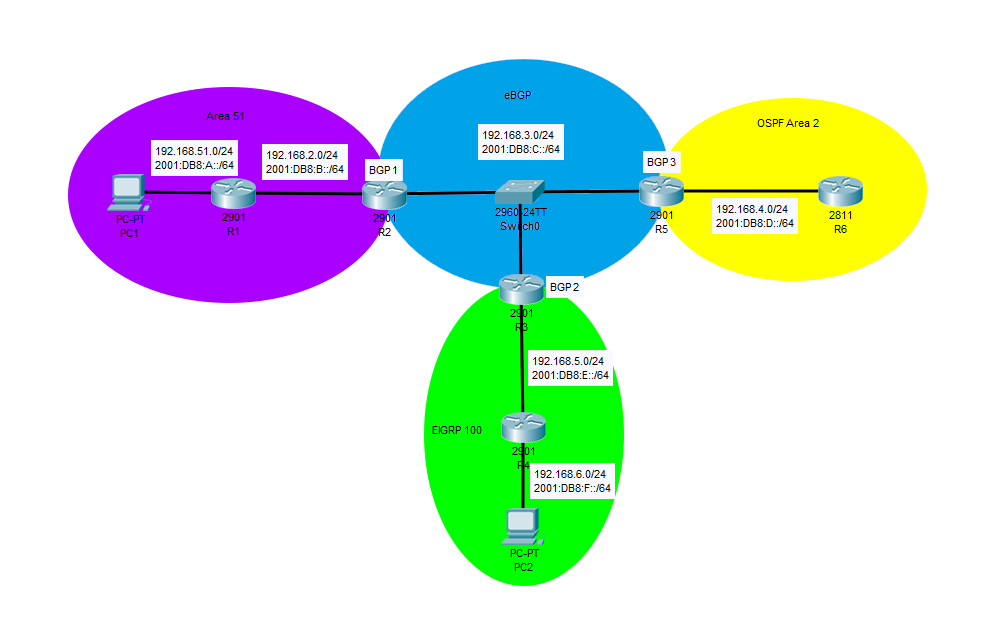 eBGP
Area 51
OSPF Area 2
192.168.3.0/24
2001:DB8:C::/64
192.168.51.0/24
2001:DB8:A::/64
192.168.2.0/24
2001:DB8:B::/64
BGP 1
BGP 3
PC-PT
PC1
2901
R1
2901
R2
2960-24TT
Switch0
2901
R5
192.168.4.0/24
2001:DB8:D::/64
2811
R6
BGP 2
2901
R3
192.168.5.0/24
2001:DB8:E::/64
EIGRP 100
2901
R4
192.168.6.0/24
2001:DB8:F::/64
PC-PT
PC2